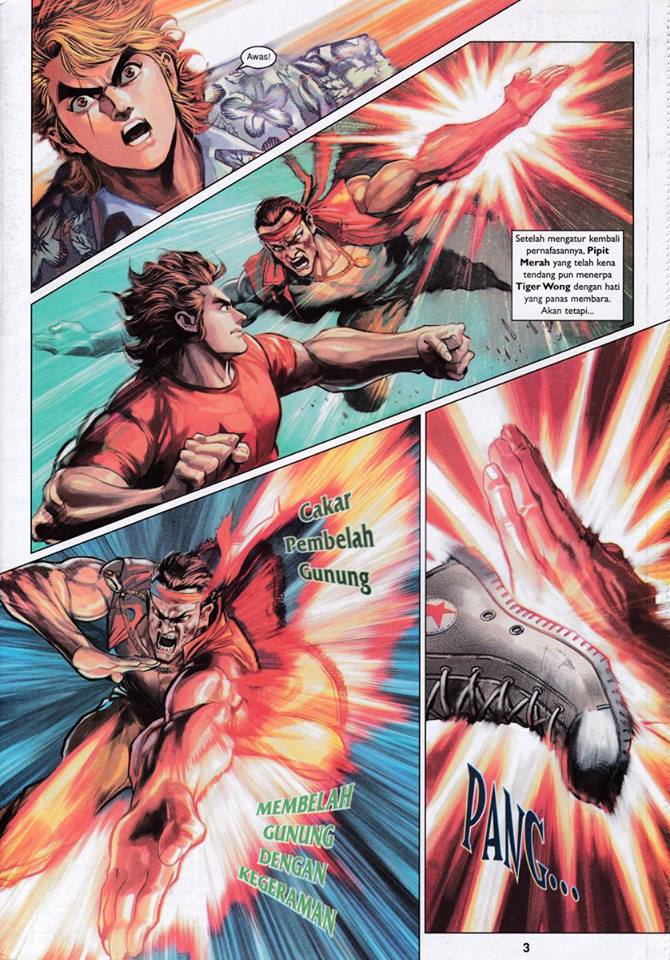 Awas!
Setelah mengatur kembali
pernafasannya, Pipit
Merah yang telah kena
tendang pun menerpa
Tiger Wong dengan hati
yang panas membara.
Akan tetapi...
Cakar
Pembelah
Gunung
MEMBELAH
GUNUNG
DENGAN
KEGERAMAN
PANG...
3